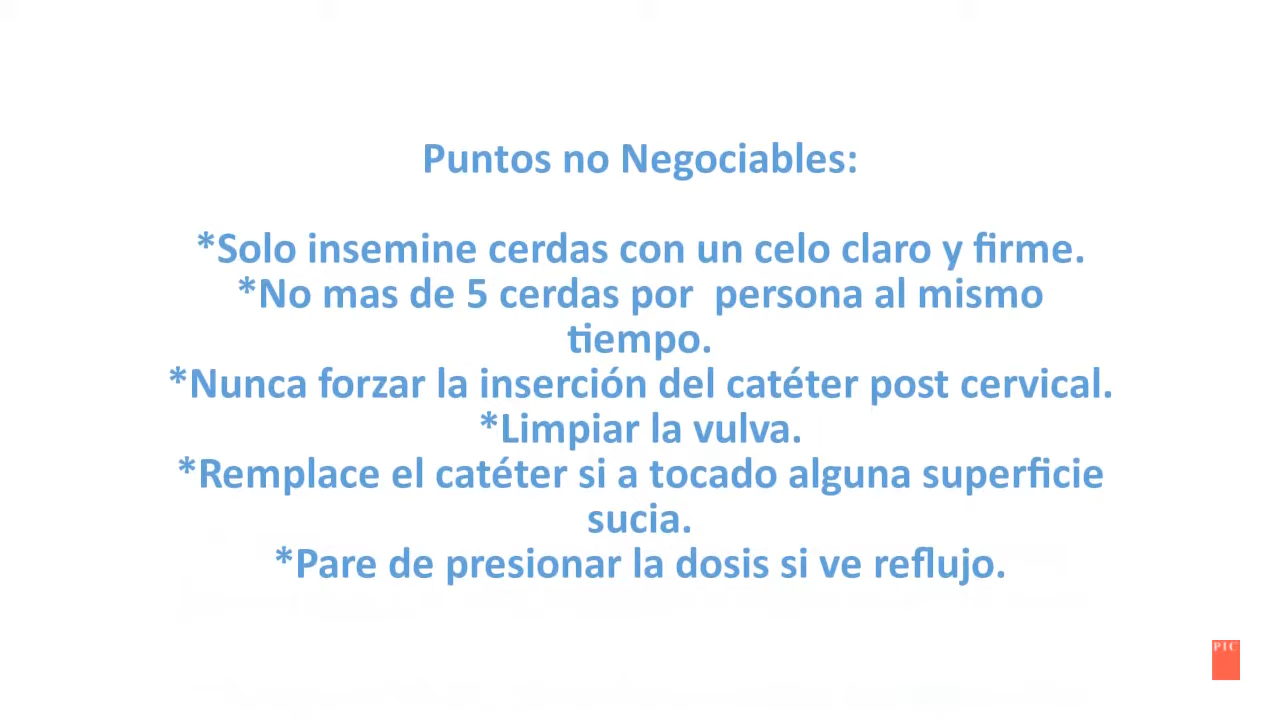 Puntos no Negociables:
*Solo insemine cerdas con un celo claro y firme.
*No mas de 5 cerdas por  persona al mismo
tiempo.
*Nunca forzar la inserción del catéter post cervical.
*Limpiar la vulva.
*Remplace el catéter si a tocado alguna superficie
sucia.
*Pare de presionar la dosis si ve reflujo.
PIC